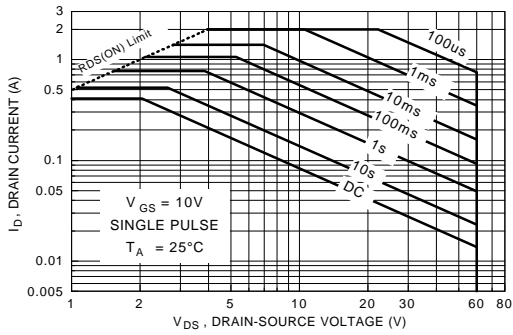 3
2
1
0.5
0.1
0.05
0.01
0.005
I D, DRAIN CURRENT (A)
RDS(ON) Limit
100us
1ms
10ms
100ms
1s
10s
DC
V GS = 10V
SINGLE PULSE
T A = 25°C
1 2 5 10 20 30 60 80
V DS , DRAIN-SOURCE VOLTAGE (V)